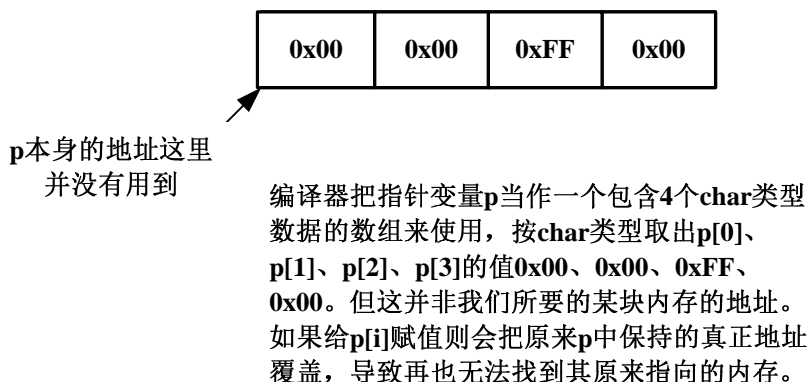 0x00 0x00 0xFF 0x00
p本身的地址这里
并没有用到
编译器把指针变量p当作一个包含4个char类型
数据的数组来使用，按char类型取出p[0]、
p[1]、p[2]、p[3]的值0x00、0x00、0xFF、
0x00。但这并非我们所要的某块内存的地址。
如果给p[i]赋值则会把原来p中保持的真正地址
覆盖，导致再也无法找到其原来指向的内存。